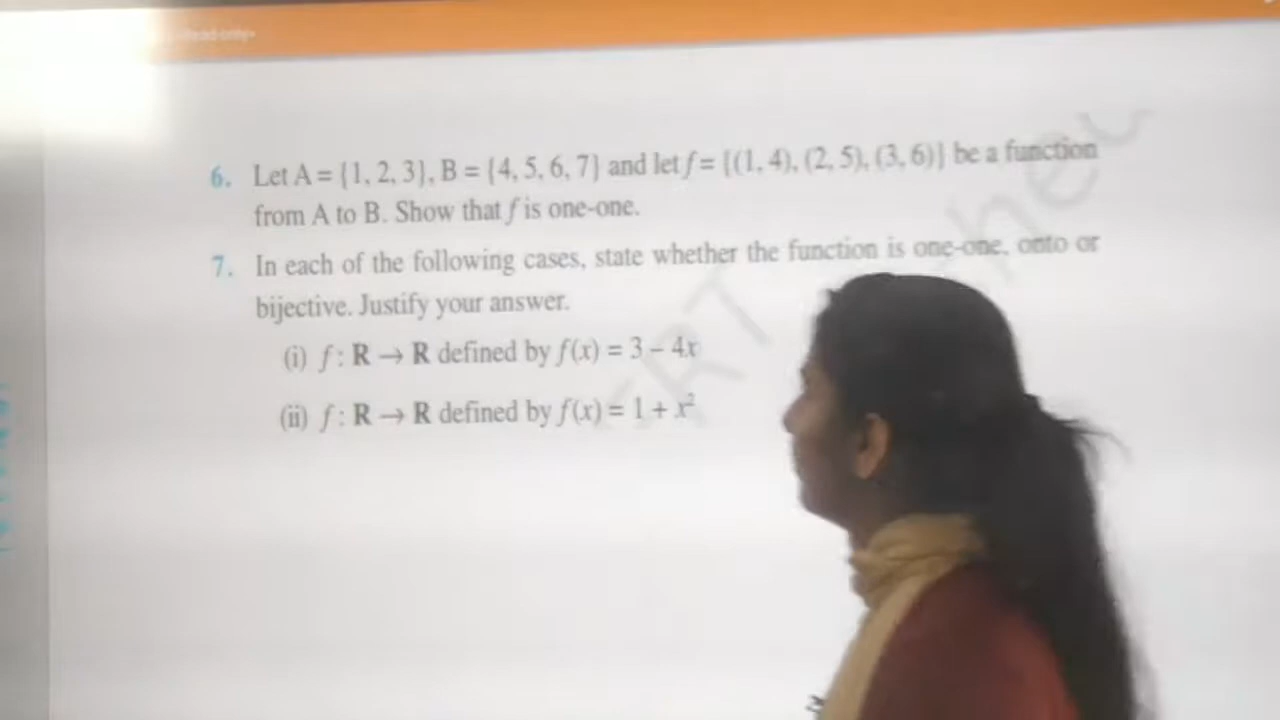 «Read-only»
6. Let A = {1, 2, 3}, B = {4, 5, 6, 7} and let f = {(1, 4), (2, 5), (3, 6)} be a function
from A to B. Show that f is one-one.
7. In each of the following cases, state whether the function is one-one, onto or
bijective. Justify your answer.
(i) f : R → R defined by f(x) = 3 – 4x
(ii) f : R → R defined by f(x) = 1 + x²